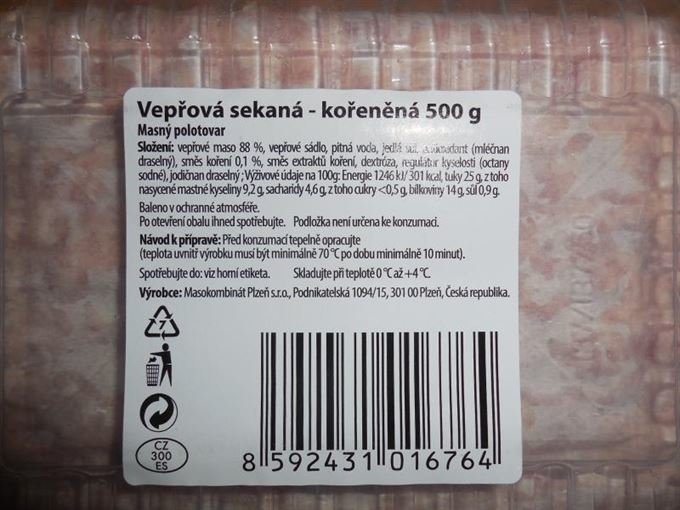 Vepřová sekaná - kořeněná 500 g
Masný polotovar
Složení: vepřové maso 88 %, vepřové sádlo, pitná voda, jedlá sůl, antioxidant (mléčnan
draselný), směs koření 0,1 %, směs extraktů koření, dextróza, regulátor kyselosti (octany
sodné), jodičnan draselný ; Výživové údaje na 100g: Energie 1246 kJ/ 301 kcal, tuky 25 g, z toho
nasycené mastné kyseliny 9,2 g, sacharidy 4,6 g, z toho cukry <0,5 g, bílkoviny 14 g, sůl 0,9 g.
Baleno v ochranné atmosféře.
Po otevření obalu ihned spotřebujte. Podložka není určena ke konzumaci.
Návod k přípravě: Před konzumací tepelně opracujte
(teplota uvnitř výrobku musí být minimálně 70 °C po dobu minimálně 10 minut).
Spotřebujte do: viz horní etiketa. Skladujte při teplotě 0 °C až +4 °C.
Výrobce: Masokombinát Plzeň s.r.o., Podnikatelská 1094/15, 301 00 Plzeň, Česká republika.
7
CZ
300
ES
8 592431 016764